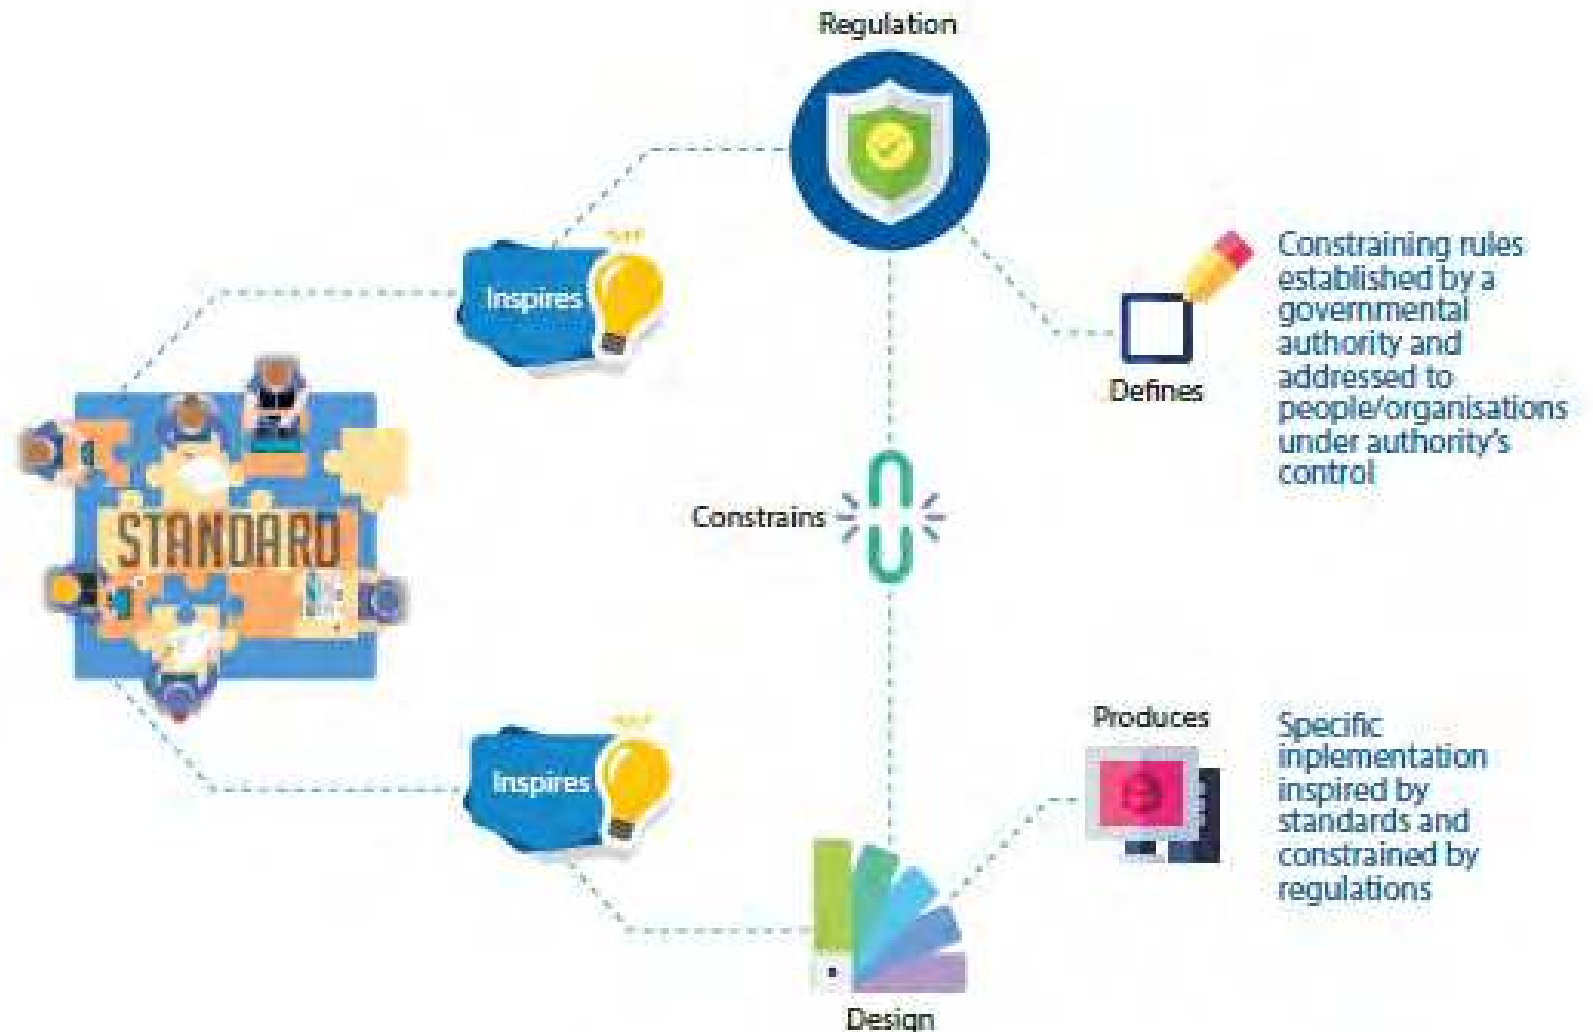 Regulation
Inspires
Constraining rules
established by a
governmental
authority and
addressed to
people/organisations
under authority's
control
Defines
STANDARD
Constrains
Inspires
Produces
Specific
inplementation
inspired by
standards and
constrained by
regulations
Design